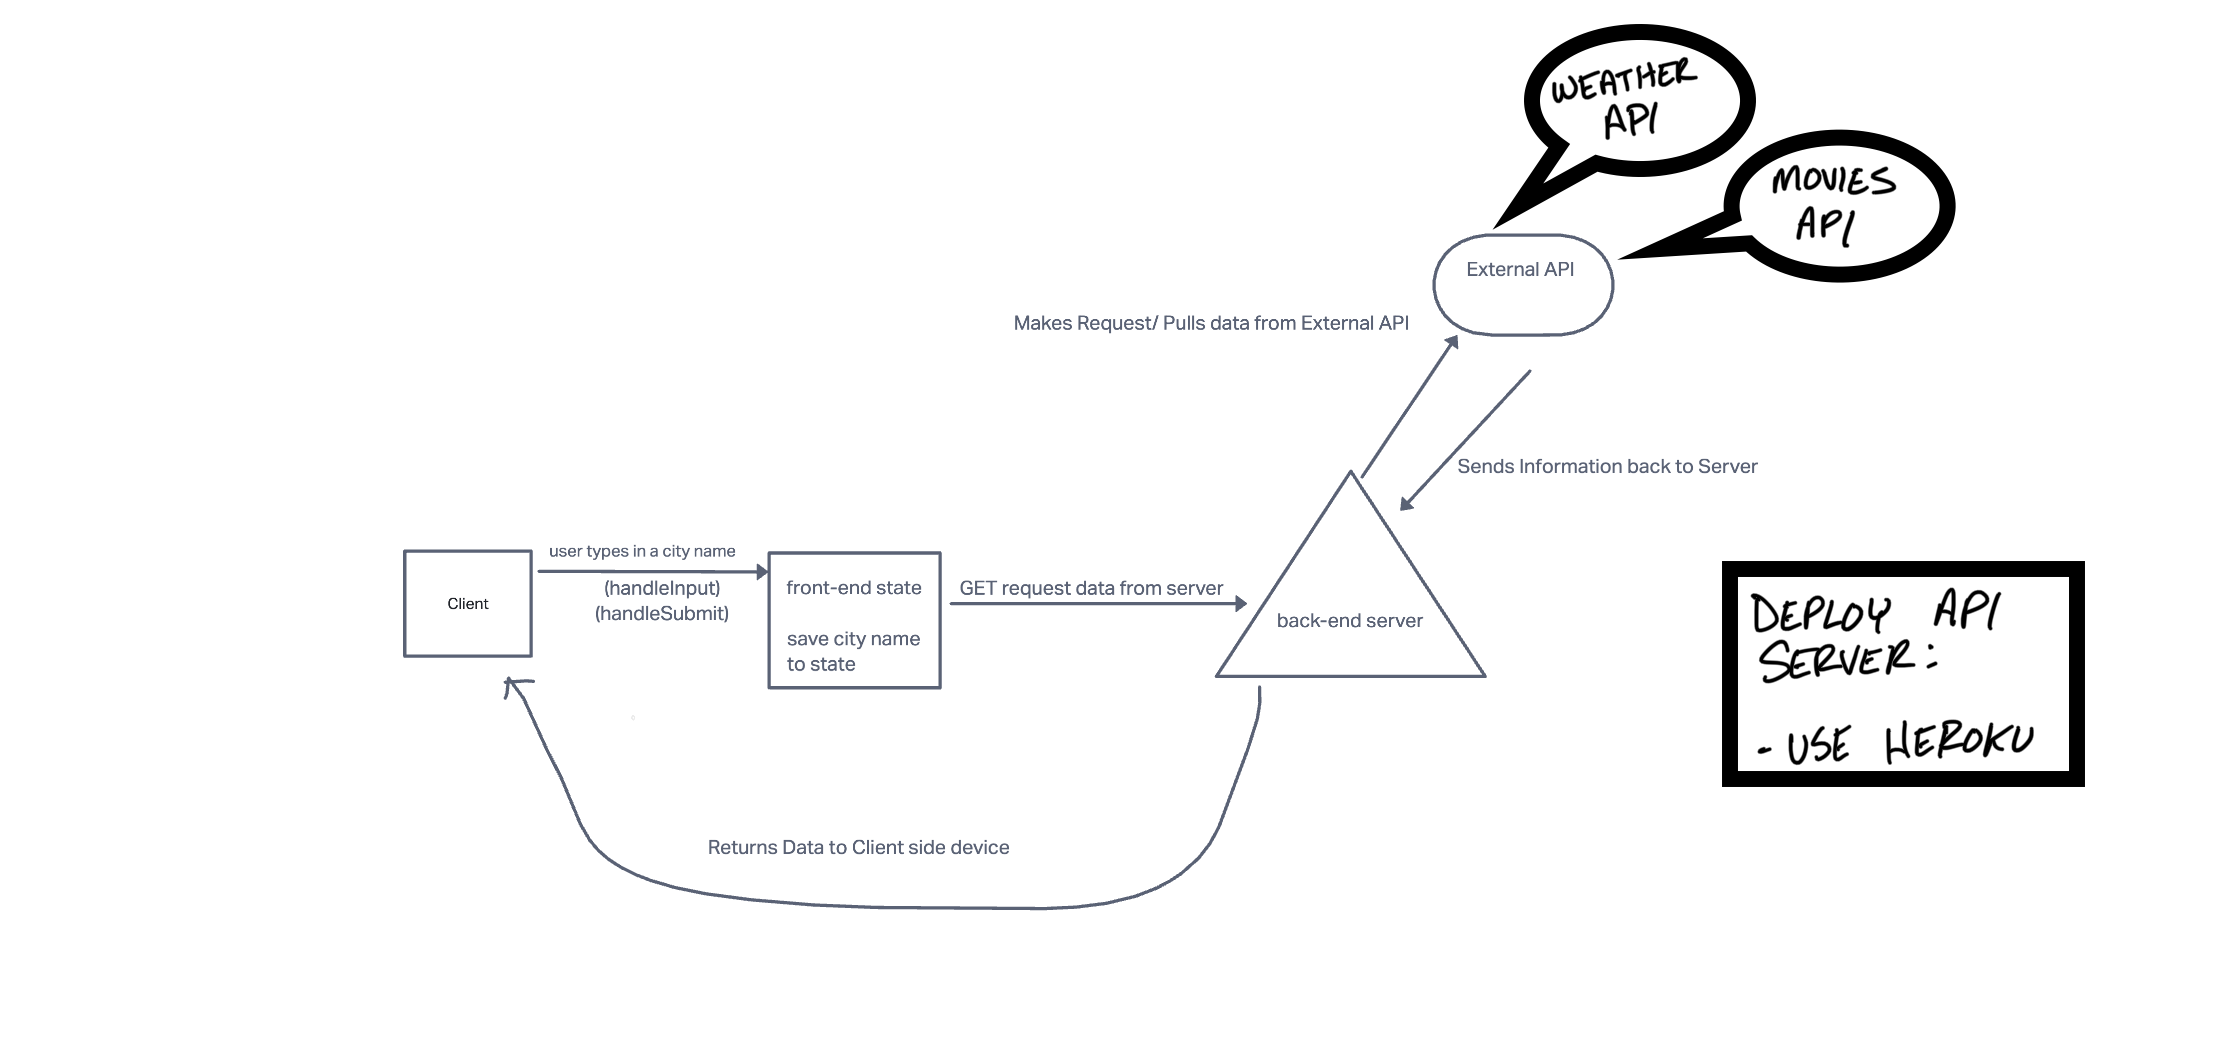 WEATHER
API
MOVIES
API
External API
Makes Request/ Pulls data from External API
Sends Information back to Server
user types in a city name
(handleInput)
(handleSubmit)
Client
front-end state
save city name
to state
GET request data from server
back-end server
DEPLOY API
SERVER:
- USE HEROKU
Returns Data to Client side device